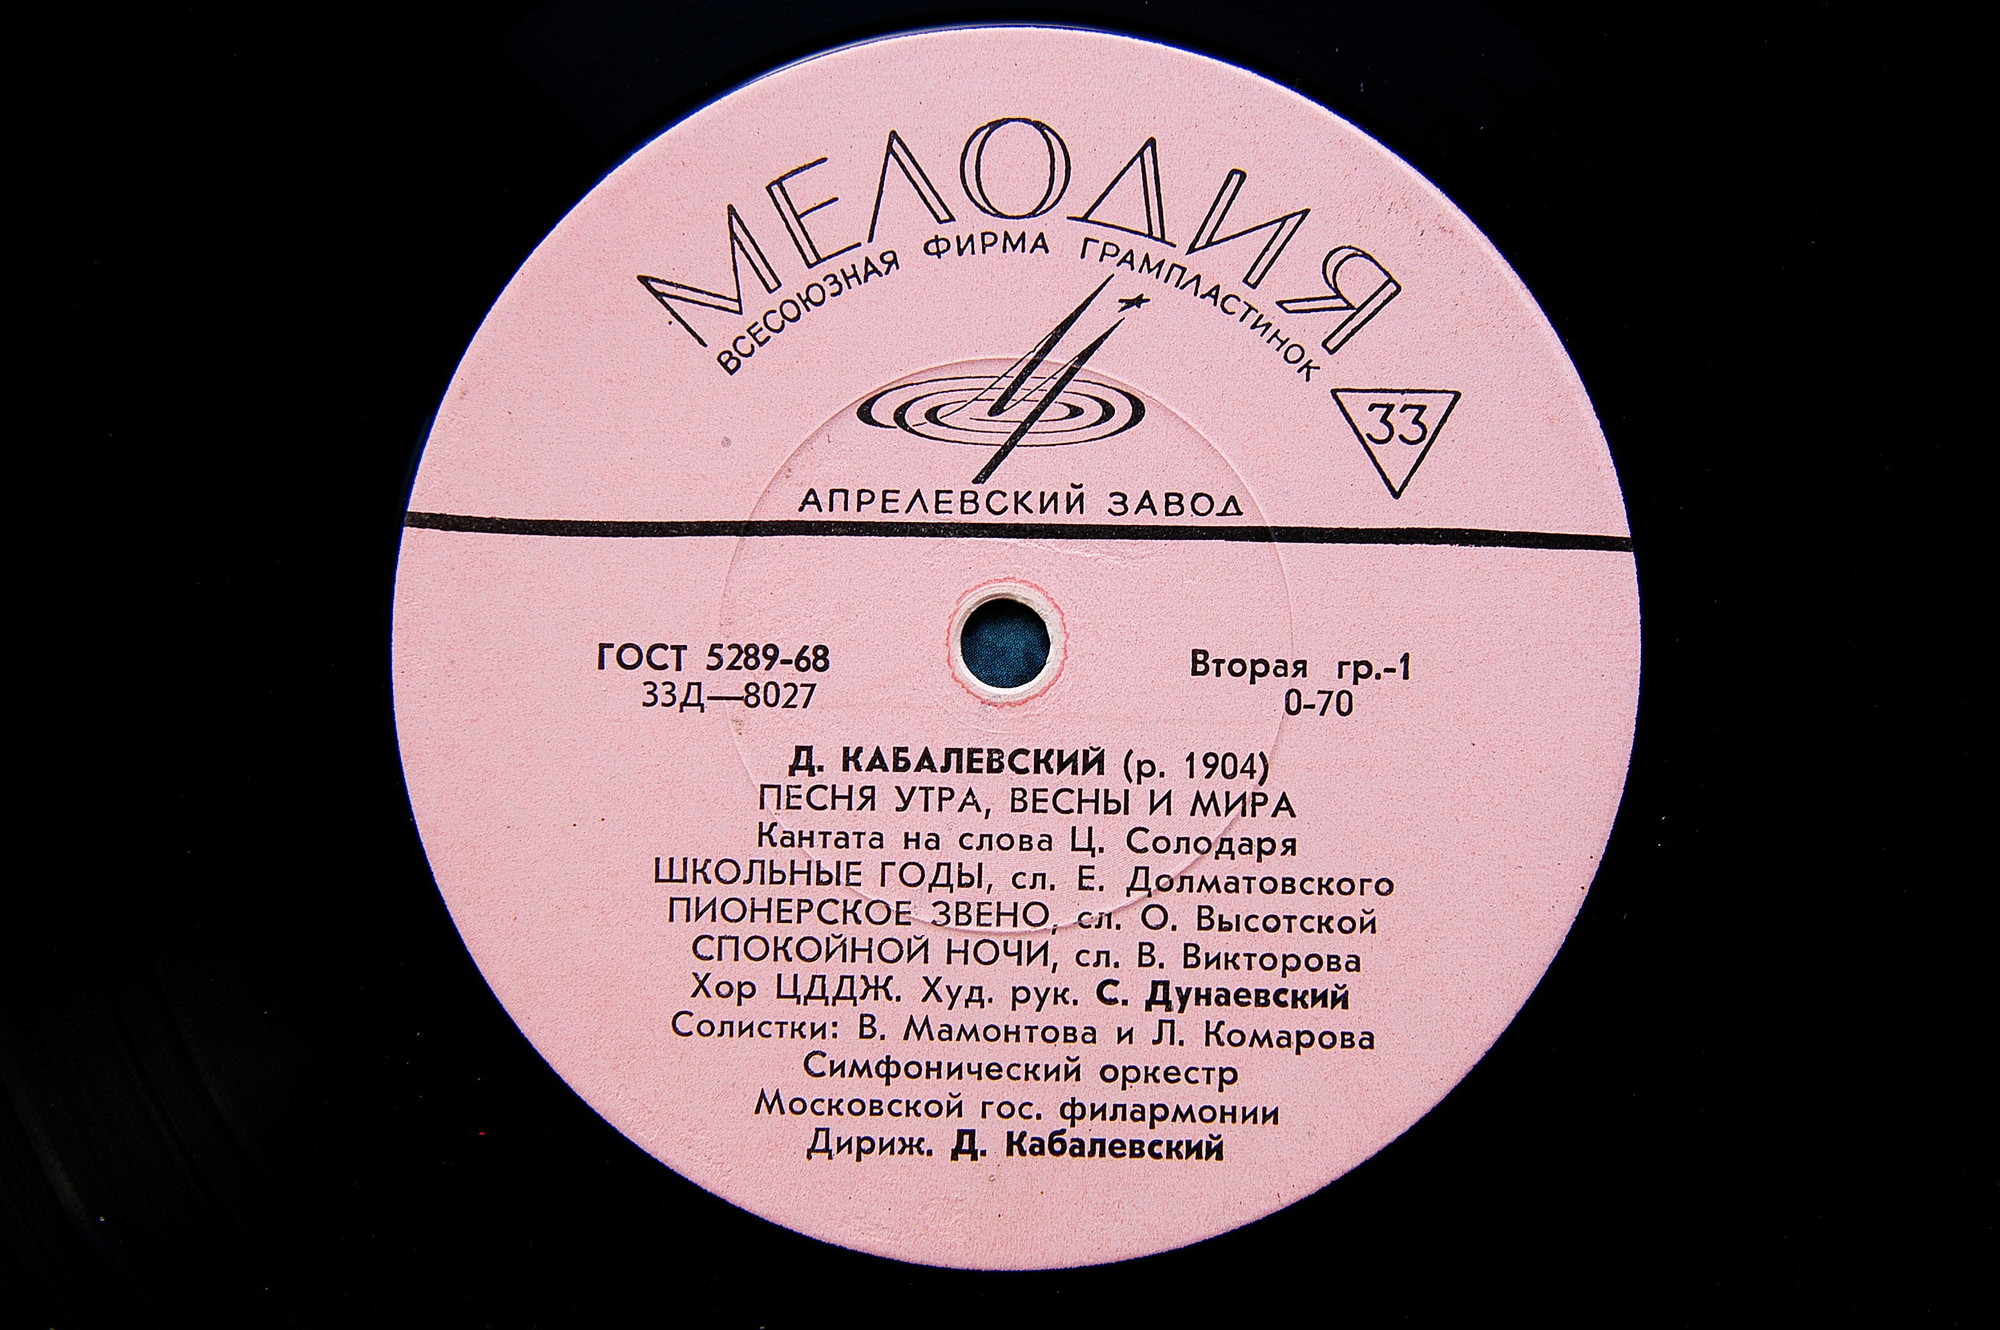 МЕЛОДИЯ
ВСЕСОЮЗНАЯ ФИРМА ГРАМПЛАСТИНОК
33
АПРЕЛЕВСКИЙ ЗАВОД
ГОСТ 5289-68
33Д—8027
Вторая гр.-1
0-70
Д. КАБАЛЕВСКИЙ (р. 1904)
ПЕСНЯ УТРА, ВЕСНЫ И МИРА
Кантата на слова Ц. Солодаря
ШКОЛЬНЫЕ ГОДЫ, сл. Е. Долматовского
ПИОНЕРСКОЕ ЗВЕНО, сл. О. Высотской
СПОКОЙНОЙ НОЧИ, сл. В. Викторова
Хор ЦДДЖ. Худ. рук. С. Дунаевский
Солистки: В. Мамонтова и Л. Комарова
Симфонический оркестр
Московской гос. филармонии
Дириж. Д. Кабалевский